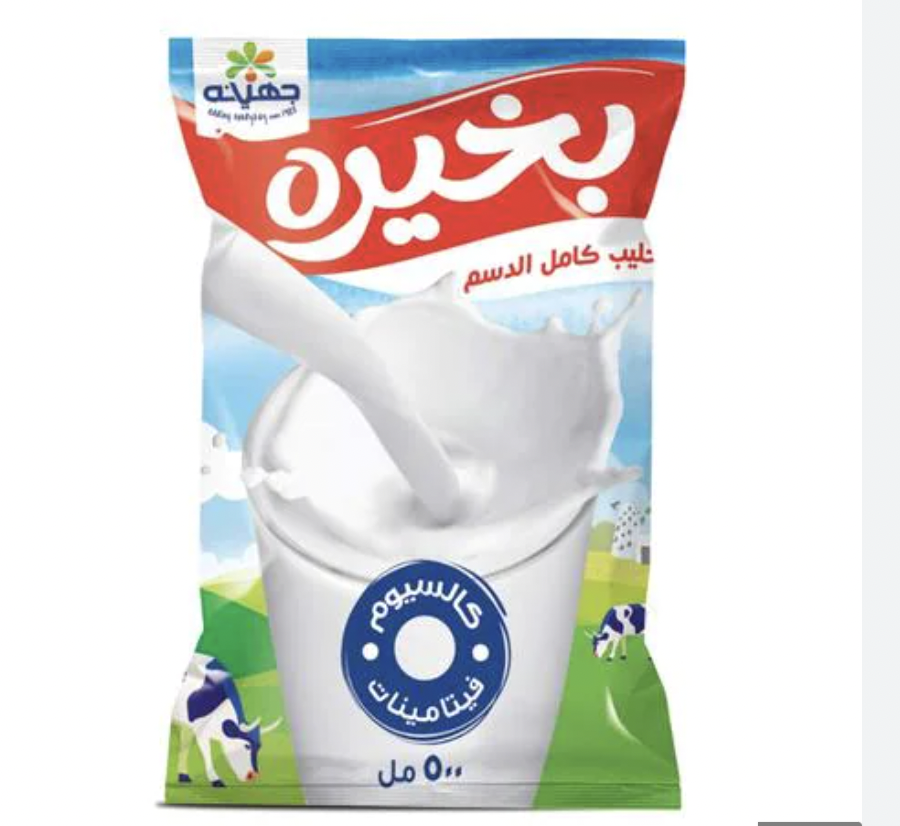 جهينه
بخيره
حليب كامل الدسم
كالسيوم
فيتامينات
٥٠٠ مل